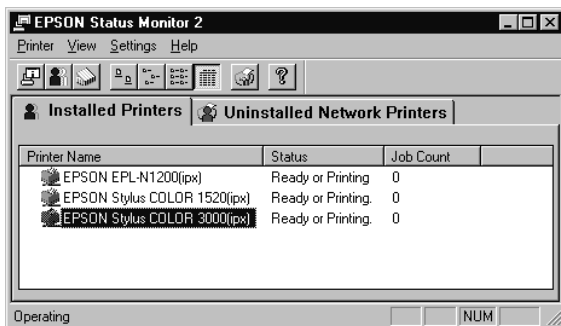 EPSON Status Monitor 2
Printer View Settings Help
Installed Printers Uninstalled Network Printers
Printer Name Status Job Count
EPSON EPL-N1200(ipx) Ready or Printing 0
EPSON Stylus COLOR 1520(ipx) Ready or Printing. 0
EPSON Stylus COLOR 3000(ipx) Ready or Printing. 0
Operating NUM